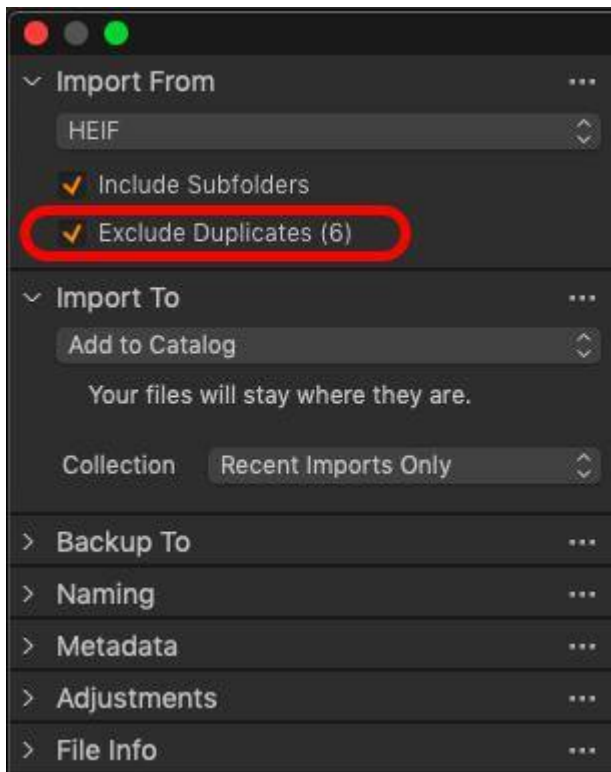 Import From
HEIF
Include Subfolders
Exclude Duplicates (6)
Import To
Add to Catalog
Your files will stay where they are.
Collection Recent Imports Only
Backup To
Naming
Metadata
Adjustments
File Info